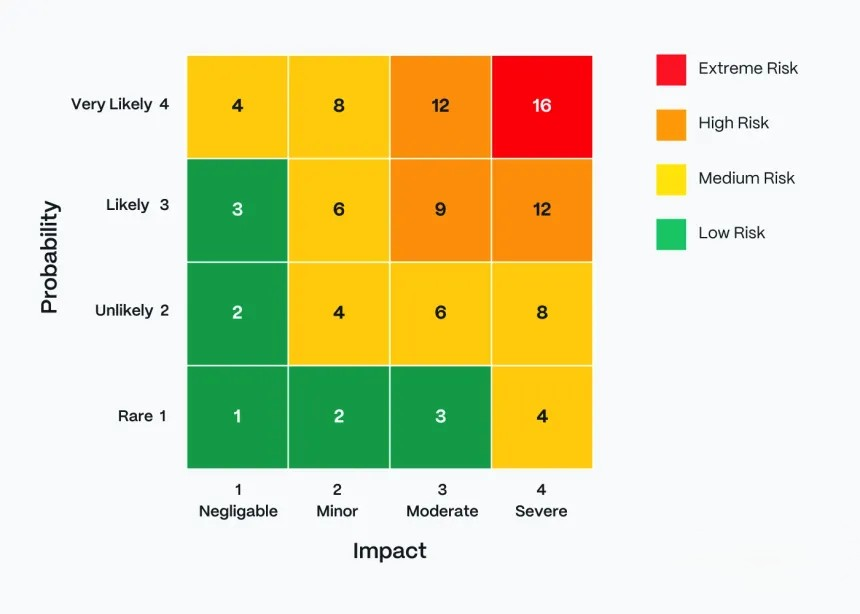 Very Likely 4
4
8
12
16
Likely 3
3
6
9
12
Unlikely 2
2
4
6
8
Rare 1
1
2
3
4
1
2
3
4
Negligable
Minor
Moderate
Severe
Impact
Probability
Extreme Risk
High Risk
Medium Risk
Low Risk